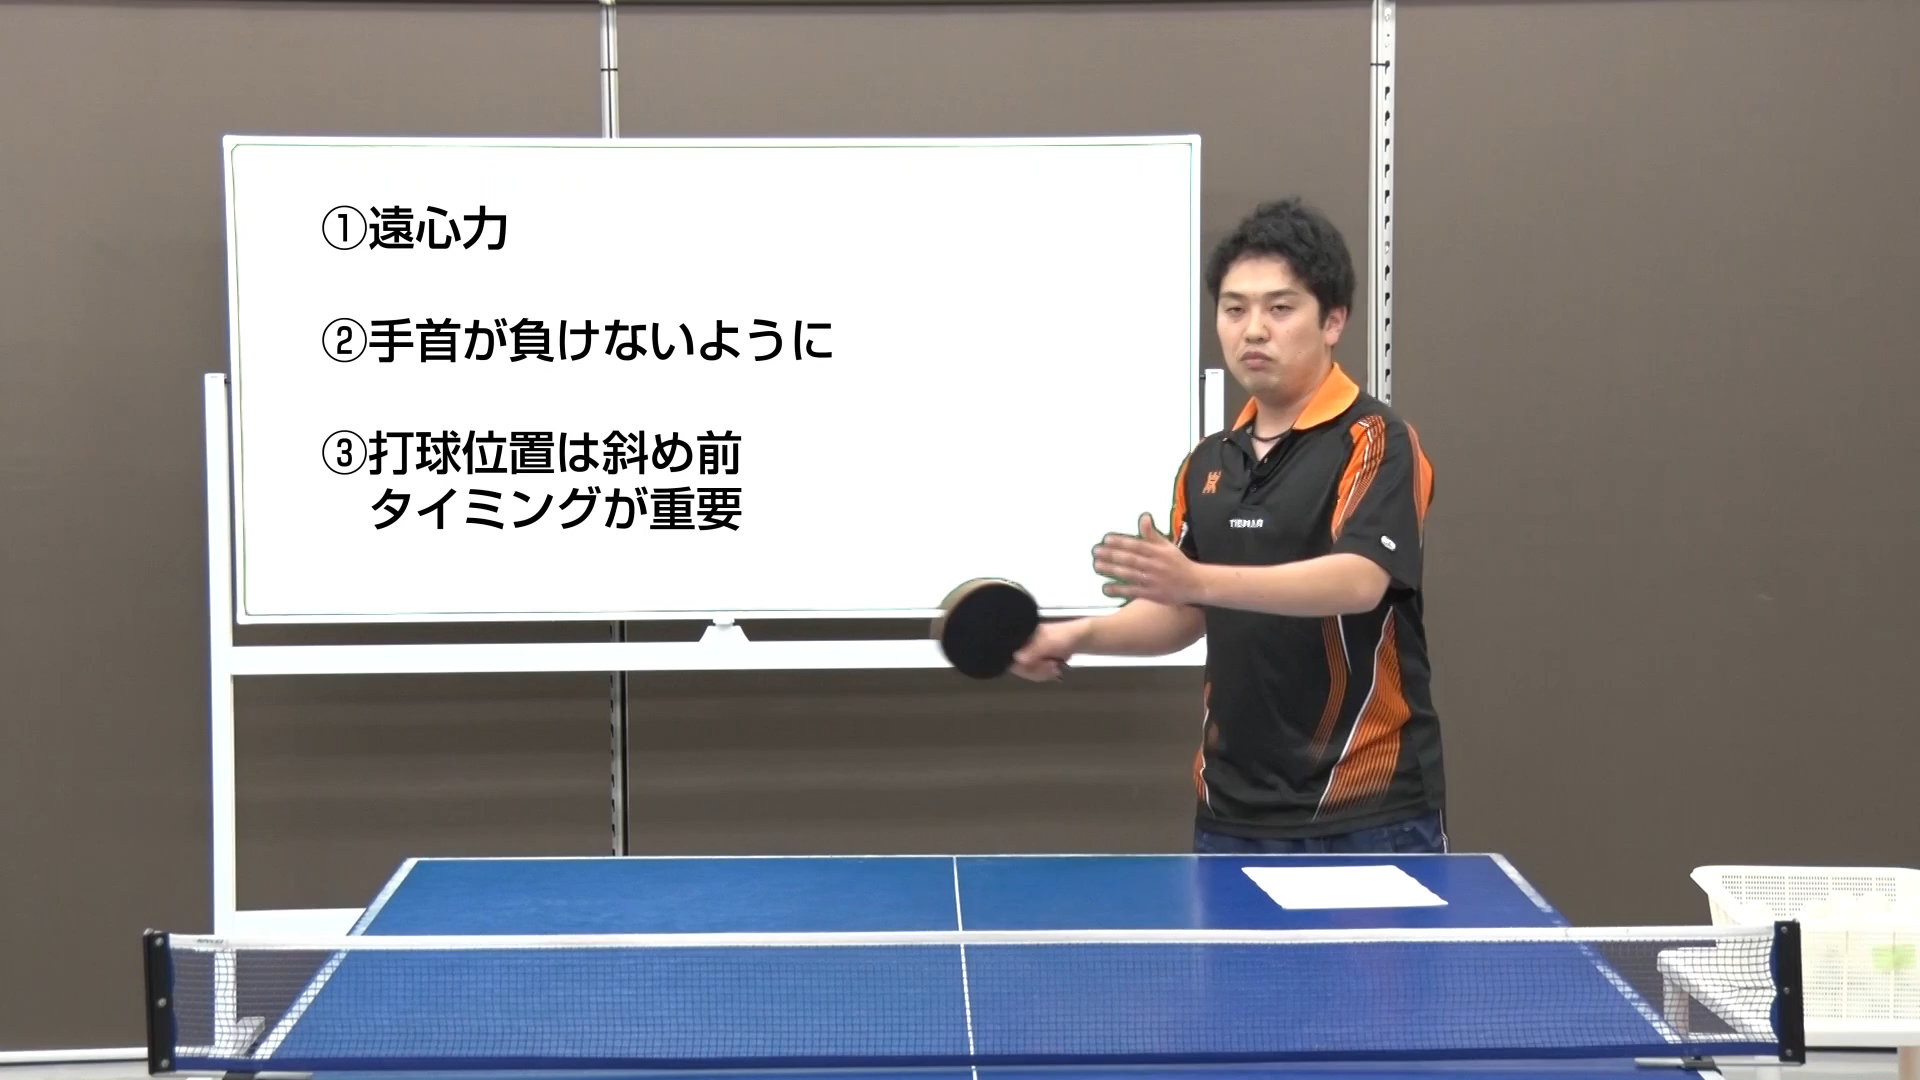 ①遠心力
②手首が負けないように
③打球位置は斜め前
タイミングが重要